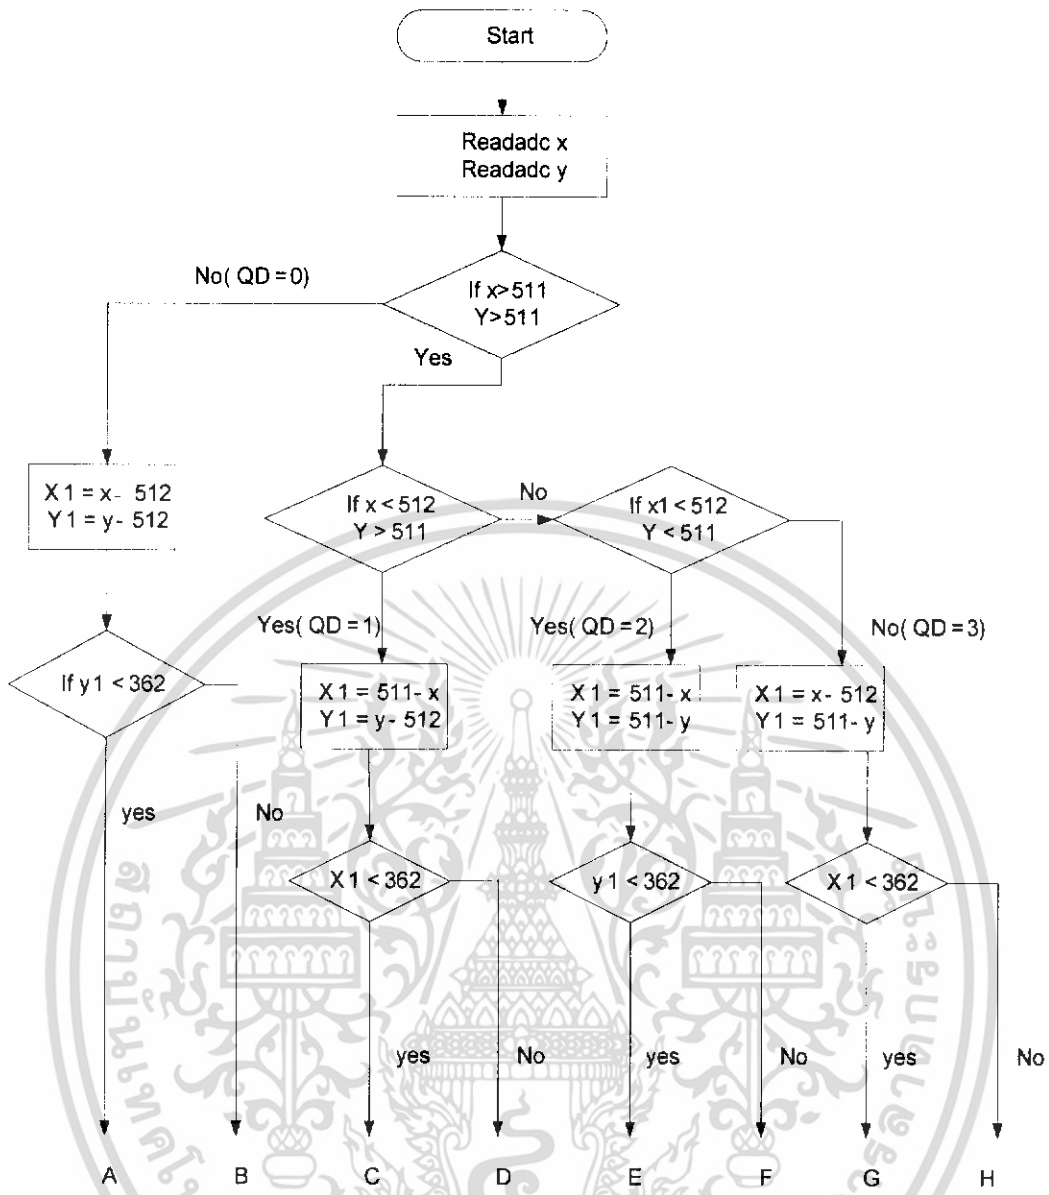 Start
Readadc x
Readadc y
No( QD =0)
If x>511
Y>511
Yes
X 1 = x - 512
Y 1 = y - 512
If x < 512
Y > 511
No
If x1 < 512
Y < 511
Yes( QD =1)
Yes( QD =2)
No( QD =3)
If y1 < 362
X 1 = 511- x
Y 1 = y - 512
X 1 = 511- x
Y 1 = 511- y
X 1 = x - 512
Y 1 = 511- y
yes
No
X 1 < 362
y 1 < 362
X 1 < 362
yes
No
yes
No
yes
No
A
B
C
D
E
F
G
H